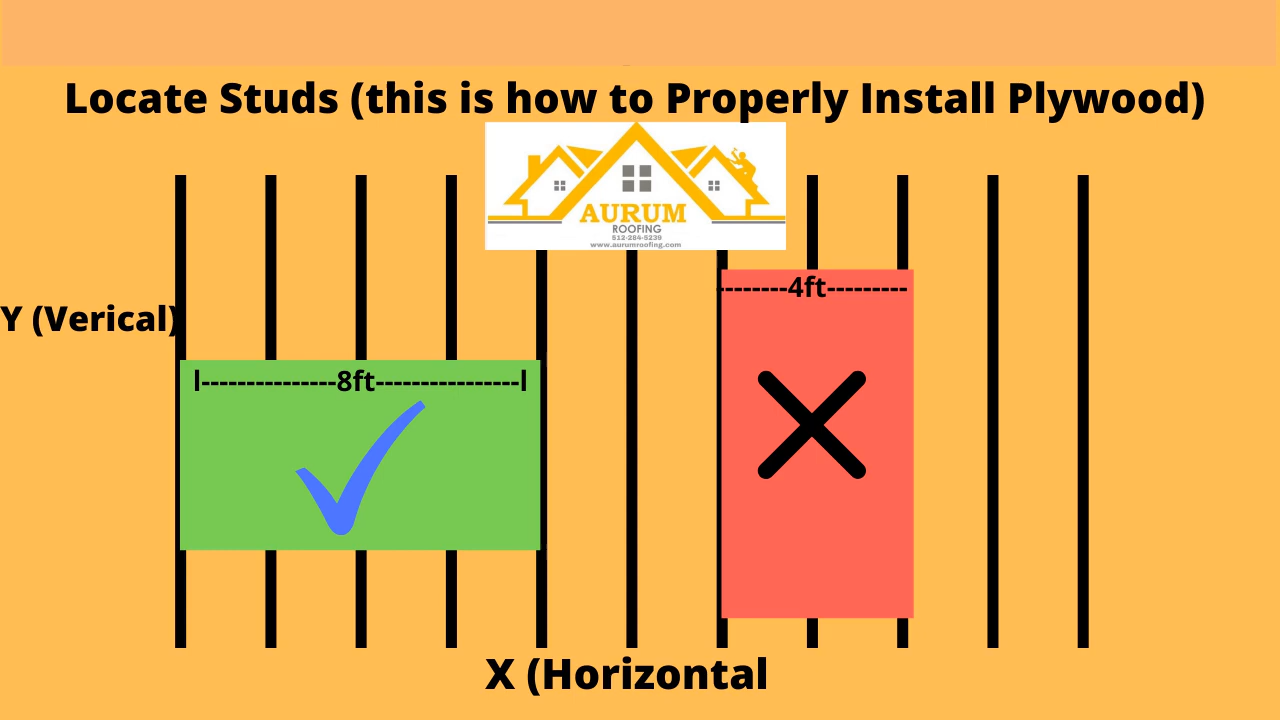 Locate Studs (this is how to Properly Install Plywood)
AURUM
ROOFING
512-284-5239
www.aurumroofing.com
--------4ft---------
Y (Verical)
l---------------8ft----------------l
X (Horizontal